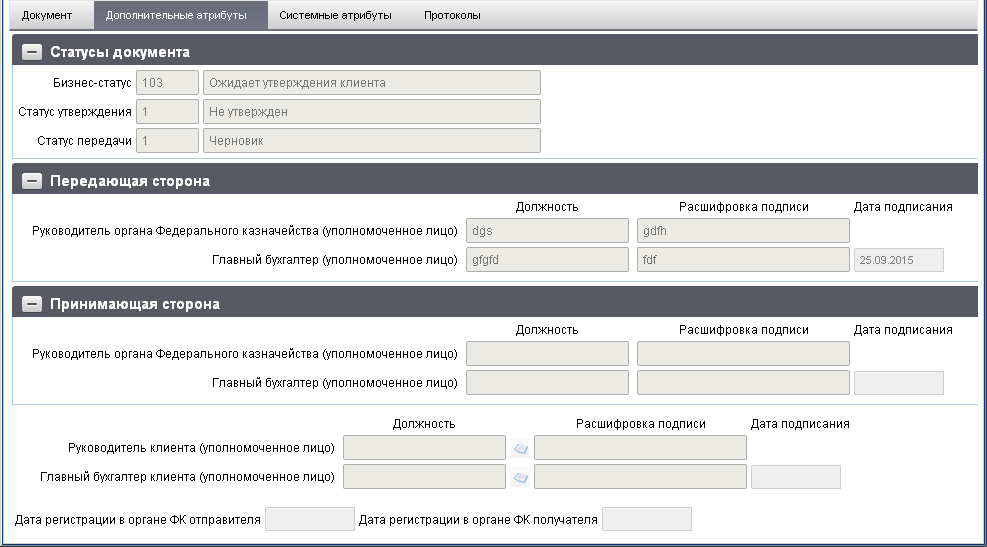 Документ Дополнительные атрибуты Системные атрибуты Протоколы
Статусы документа
Бизнес-статус 103 Ожидает утверждения клиента
Статус утверждения 1 Не утвержден
Статус передачи 1 Черновик
Передающая сторона
Должность Расшифровка подписи Дата подписания
Руководитель органа Федерального казначейства (уполномоченное лицо) dgs gdfh
Главный бухгалтер (уполномоченное лицо) gfgfd fdf 25.09.2015
Принимающая сторона
Должность Расшифровка подписи Дата подписания
Руководитель органа Федерального казначейства (уполномоченное лицо)
Главный бухгалтер (уполномоченное лицо)
Должность Расшифровка подписи Дата подписания
Руководитель клиента (уполномоченное лицо)
Главный бухгалтер клиента (уполномоченное лицо)
Дата регистрации в органе ФК отправителя Дата регистрации в органе ФК получателя